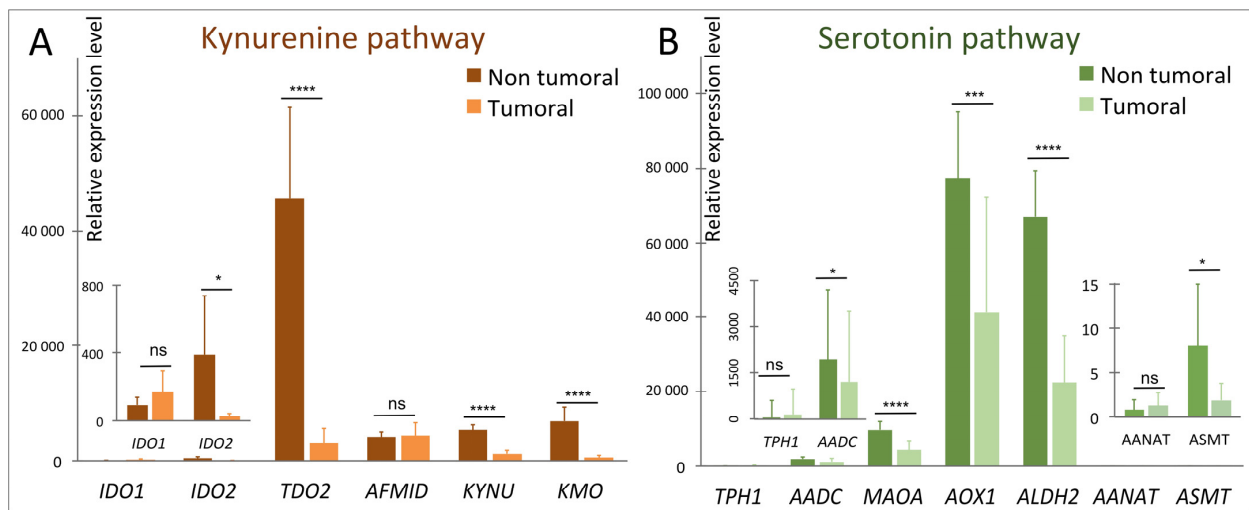 A
Kynurenine pathway
Relative expression level
Non tumoral
Tumoral
60 000
40 000
20 000
0
****
ns
****
****
800
400
0
*
ns
IDO1 IDO2
IDO1 IDO2 TDO2 AFMID KYNU KMO
B
Serotonin pathway
Relative expression level
Non tumoral
Tumoral
100 000
80 000
60 000
40 000
20 000
0
***
****
****
4500
3000
1500
0
*
ns
TPH1 AADC
15
10
5
0
*
ns
AANAT ASMT
TPH1 AADC MAOA AOX1 ALDH2 AANAT ASMT